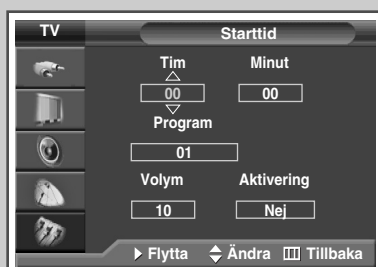 TV Starttid
Tim Minut
00 00
Program
01
Volym Aktivering
10 Nej
Flytta Ändra Tillbaka